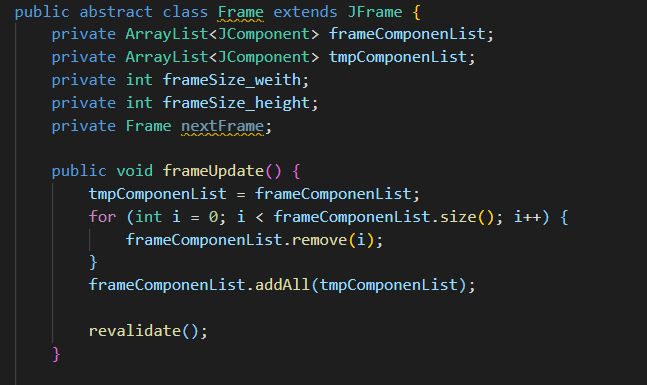 public abstract class Frame extends JFrame {
    private ArrayList<JComponent> frameComponenList;
    private ArrayList<JComponent> tmpComponenList;
    private int frameSize_weith;
    private int frameSize_height;
    private Frame nextFrame;

    public void frameUpdate() {
        tmpComponenList = frameComponenList;
        for (int i = 0; i < frameComponenList.size(); i++) {
            frameComponenList.remove(i);
        }
        frameComponenList.addAll(tmpComponenList);

        revalidate();
    }